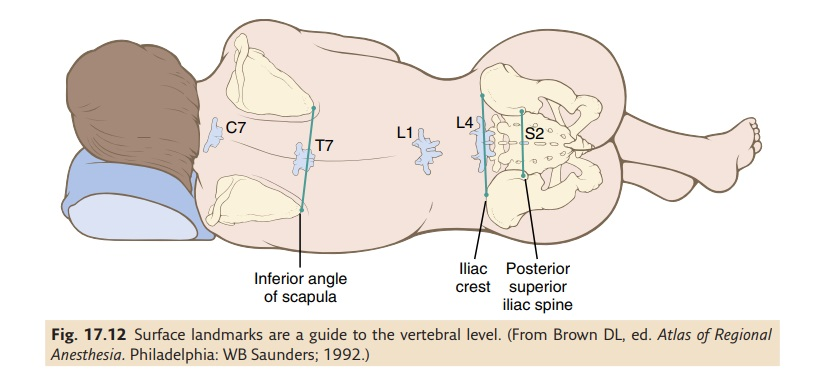 C7
T7
L1
L4
S2
Inferior angle
of scapula
Iliac
crest
Posterior
superior
iliac spine
Fig. 17.12 Surface landmarks are a guide to the vertebral level. (From Brown DL, ed. Atlas of Regional
Anesthesia. Philadelphia: WB Saunders; 1992.)